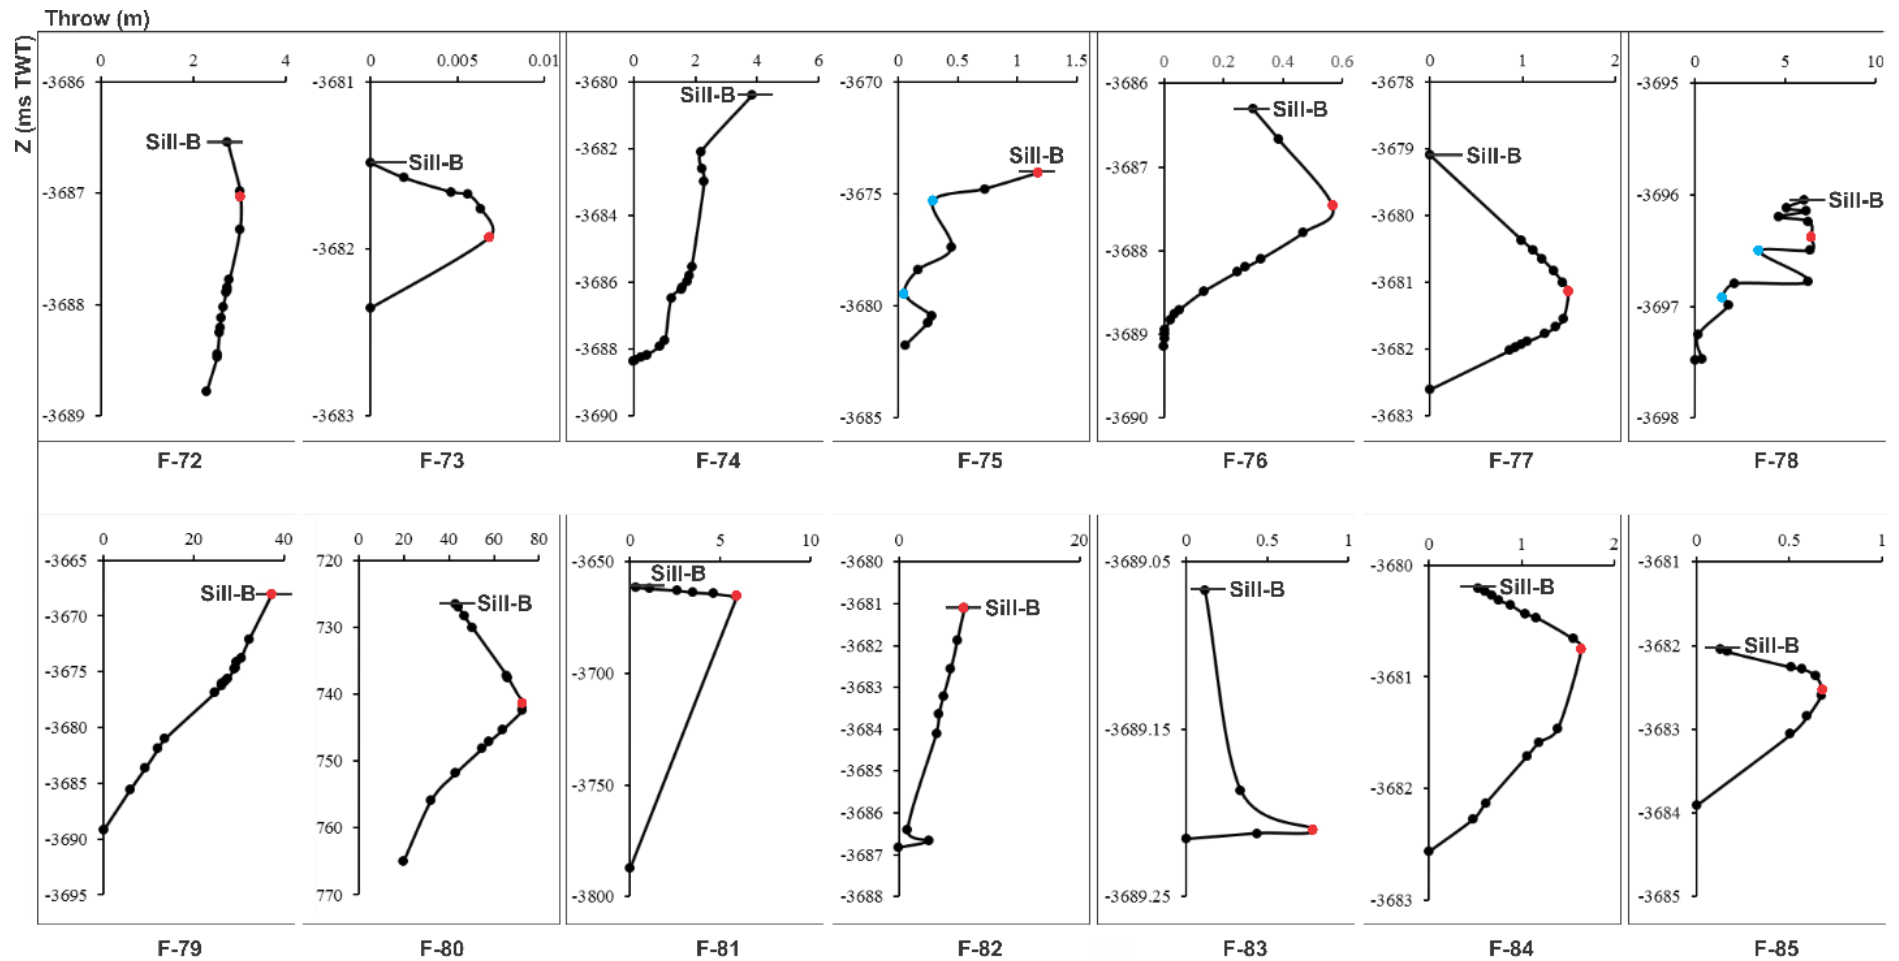 Throw (m)
Z (ms TWT)
0 2 4
-3686
-3687
-3688
-3689
Sill-B
F-72
0 0.005 0.01
-3681
-3682
-3683
Sill-B
F-73
0 2 4 6
-3680
-3682
-3684
-3686
-3688
-3690
Sill-B
F-74
0 0.5 1 1.5
-3670
-3675
-3680
-3685
Sill-B
F-75
0 0.2 0.4 0.6
-3686
-3687
-3688
-3689
-3690
Sill-B
F-76
0 1 2
-3678
-3679
-3680
-3681
-3682
-3683
Sill-B
F-77
0 5 10
-3695
-3696
-3697
-3698
Sill-B
F-78
0 20 40
-3665
-3670
-3675
-3680
-3685
-3690
-3695
Sill-B
F-79
0 20 40 60 80
720
730
740
750
760
770
Sill-B
F-80
0 5 10
-3650
-3700
-3750
-3800
Sill-B
F-81
0 20
-3680
-3681
-3682
-3683
-3684
-3685
-3686
-3687
-3688
Sill-B
F-82
0 0.5 1
-3689.05
-3689.15
-3689.25
Sill-B
F-83
0 1 2
-3680
-3681
-3682
-3683
Sill-B
F-84
0 0.5 1
-3681
-3682
-3683
-3684
-3685
Sill-B
F-85